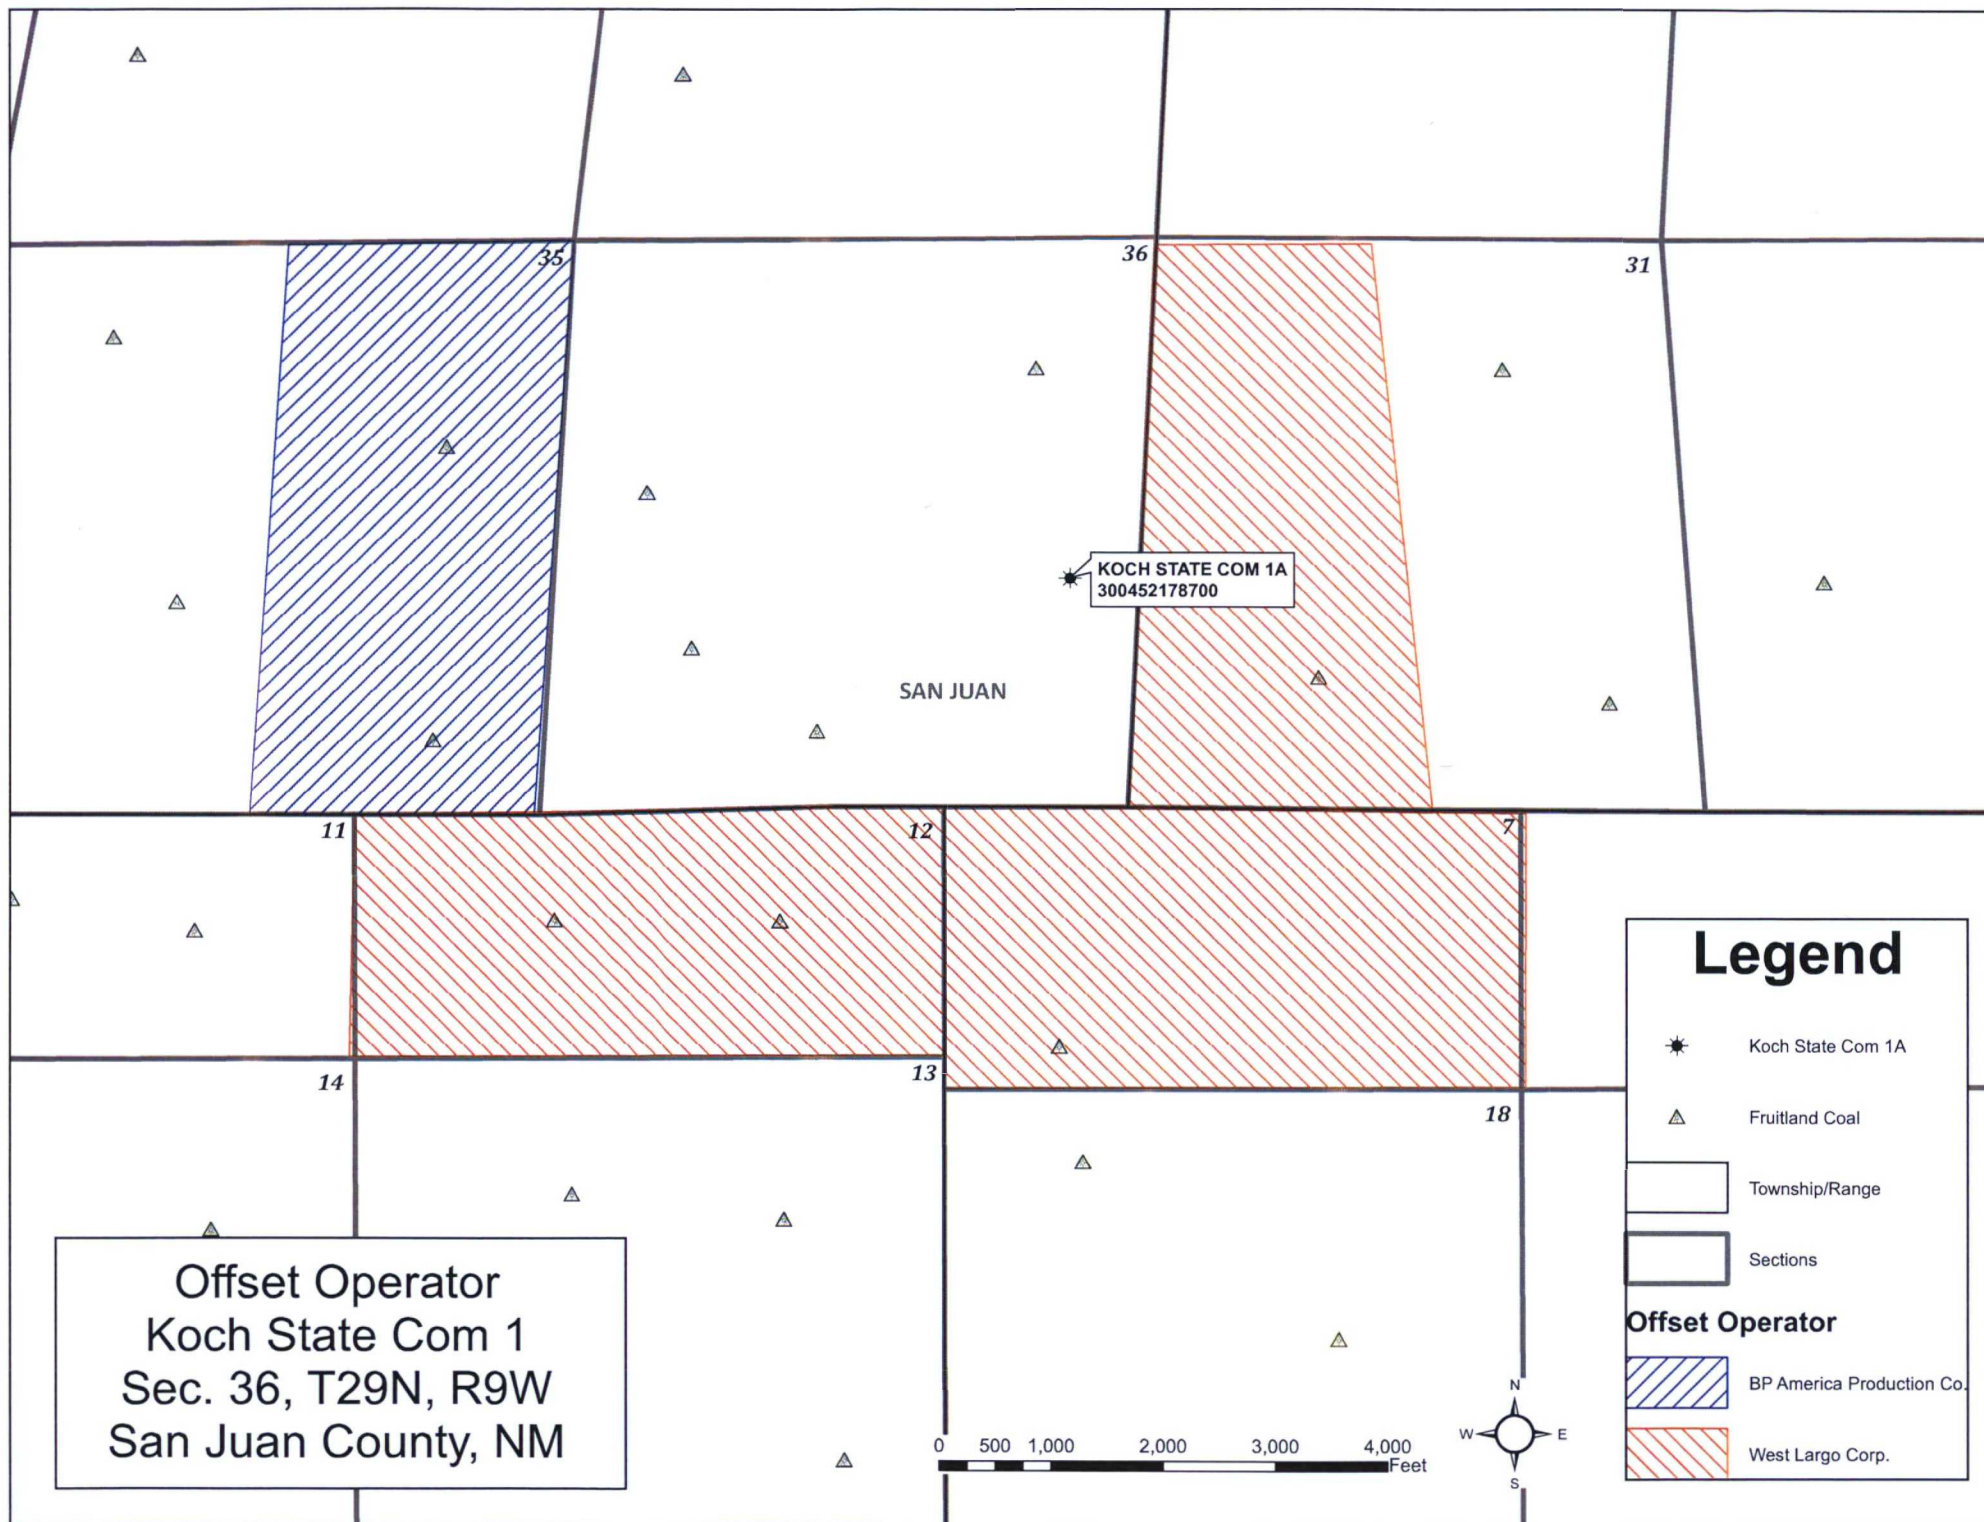 35
36
31
KOCH STATE COM 1A
300452178700
SAN JUAN
11
12
7
14
13
18
Legend
Koch State Com 1A
Fruitland Coal
Township/Range
Sections
Offset Operator
BP America Production Co.
West Largo Corp.
Offset Operator
Koch State Com 1
Sec. 36, T29N, R9W
San Juan County, NM
0 500 1,000 2,000 3,000 4,000
Feet
N
W E
S